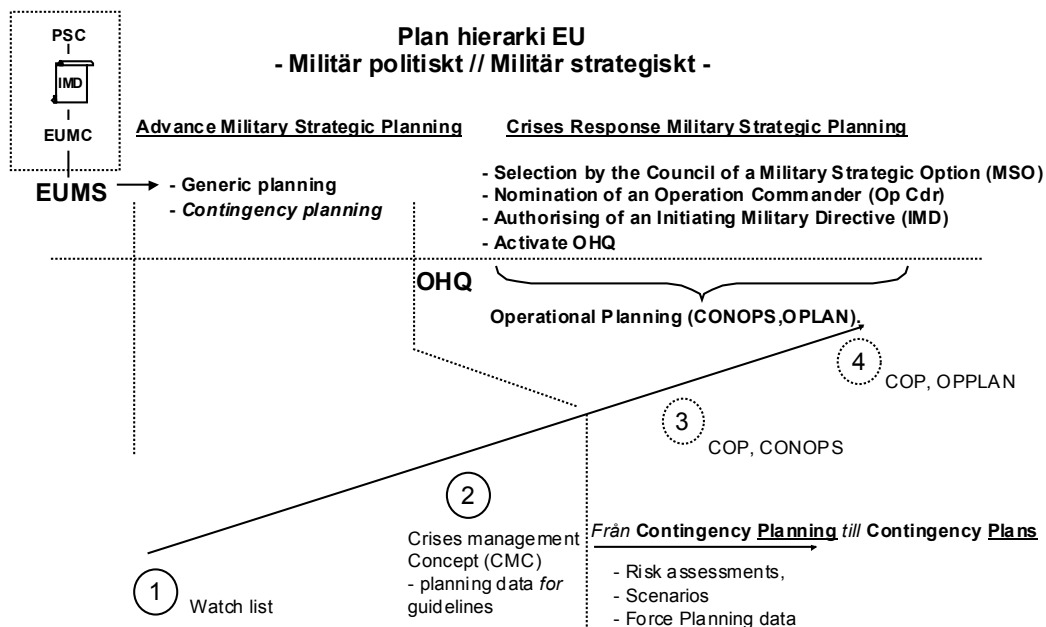 PSC
IMD
EUMC
EUMS
Plan hierarki EU
- Militär politiskt // Militär strategiskt -
Advance Military Strategic Planning
- Generic planning
- Contingency planning
Crises Response Military Strategic Planning
- Selection by the Council of a Military Strategic Option (MSO)
- Nomination of an Operation Commander (Op Cdr)
- Authorising of an Initiating Military Directive (IMD)
- Activate OHQ
OHQ
Operational Planning (CONOPS,OPLAN).
4
COP, OPPLAN
3
COP, CONOPS
2
Crises management
Concept (CMC)
- planning data for
guidelines
Från Contingency Planning till Contingency Plans
- Risk assessments,
- Scenarios
- Force Planning data
1
Watch list